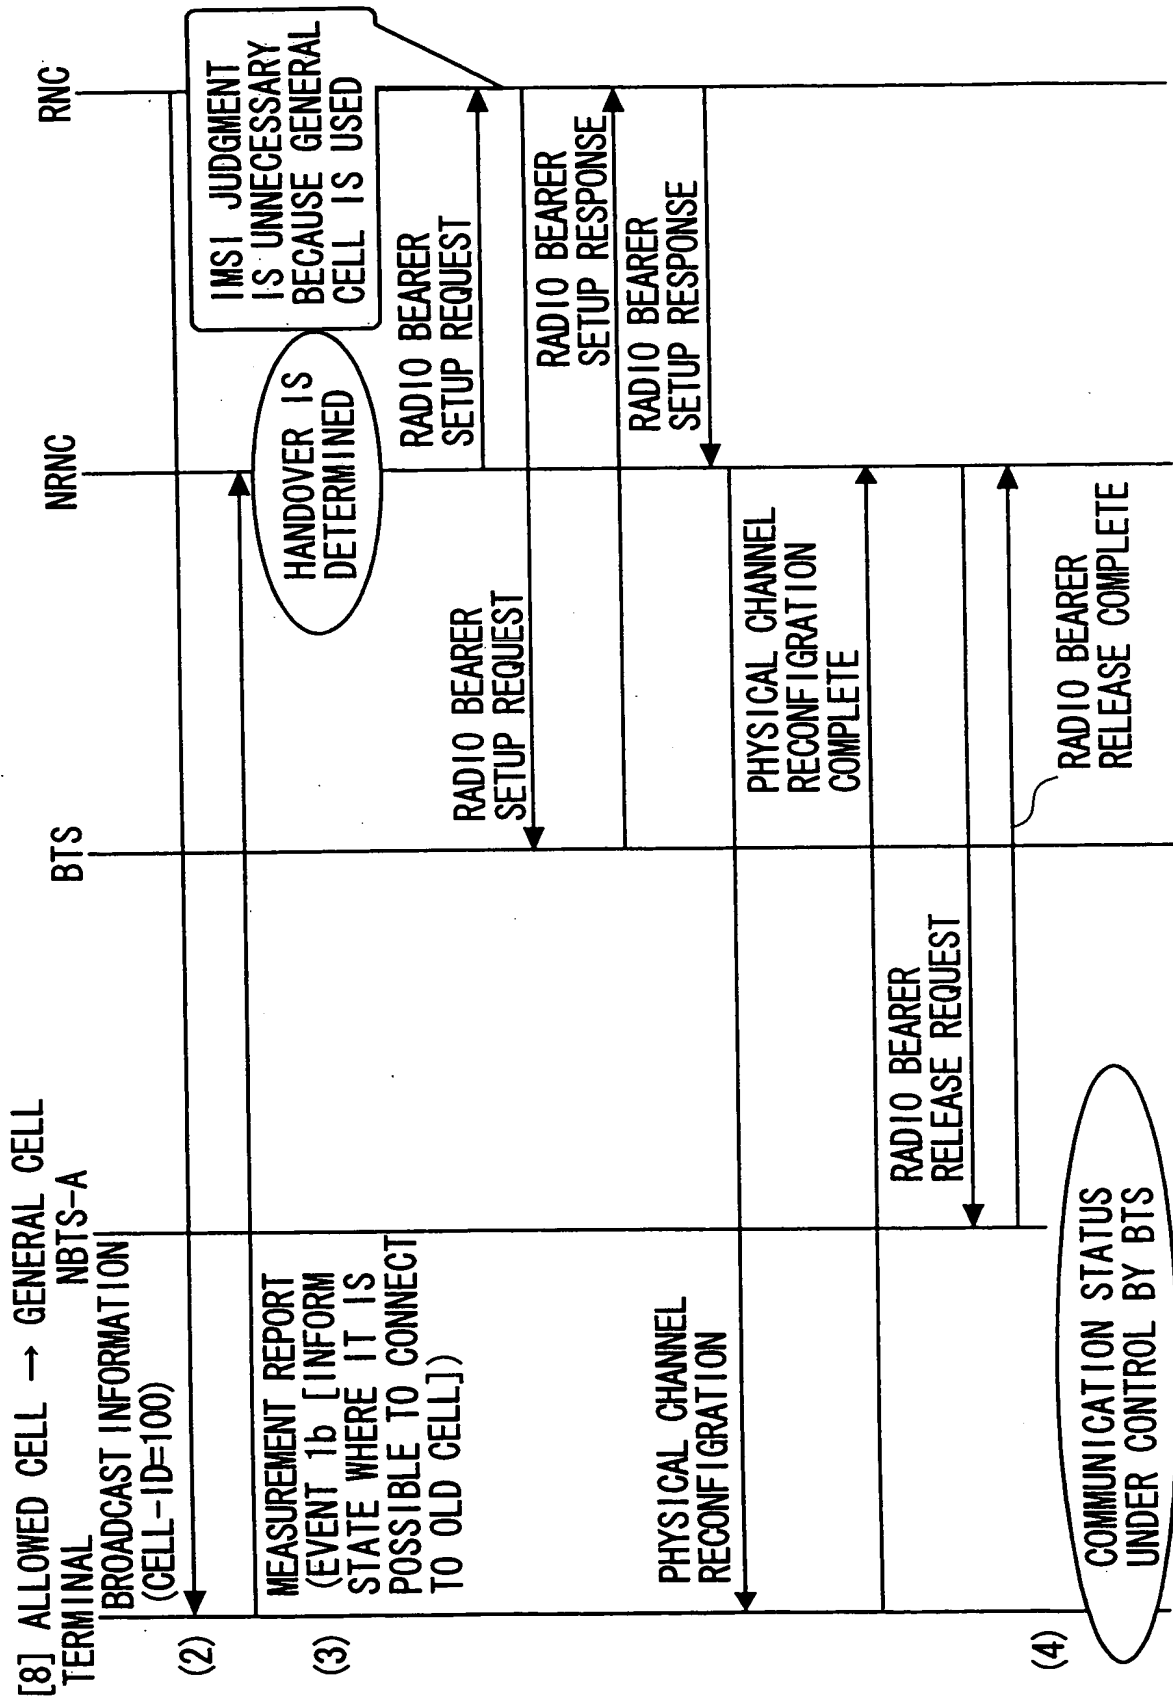 [8] ALLOWED CELL → GENERAL CELL
TERMINAL
NBTS-A
BTS
NRNC
RNC
(2)
BROADCAST INFORMATION
(CELL-ID=100)
(3)
MEASUREMENT REPORT
(EVENT 1b [INFORM
STATE WHERE IT IS
POSSIBLE TO CONNECT
TO OLD CELL])
HANDOVER IS
DETERMINED
IMSI JUDGMENT
IS UNNECESSARY
BECAUSE GENERAL
CELL IS USED
RADIO BEARER
SETUP REQUEST
RADIO BEARER
SETUP REQUEST
RADIO BEARER
SETUP RESPONSE
RADIO BEARER
SETUP RESPONSE
PHYSICAL CHANNEL
RECONFIGRATION
PHYSICAL CHANNEL
RECONFIGRATION
COMPLETE
RADIO BEARER
RELEASE REQUEST
RADIO BEARER
RELEASE COMPLETE
(4)
COMMUNICATION STATUS
UNDER CONTROL BY BTS